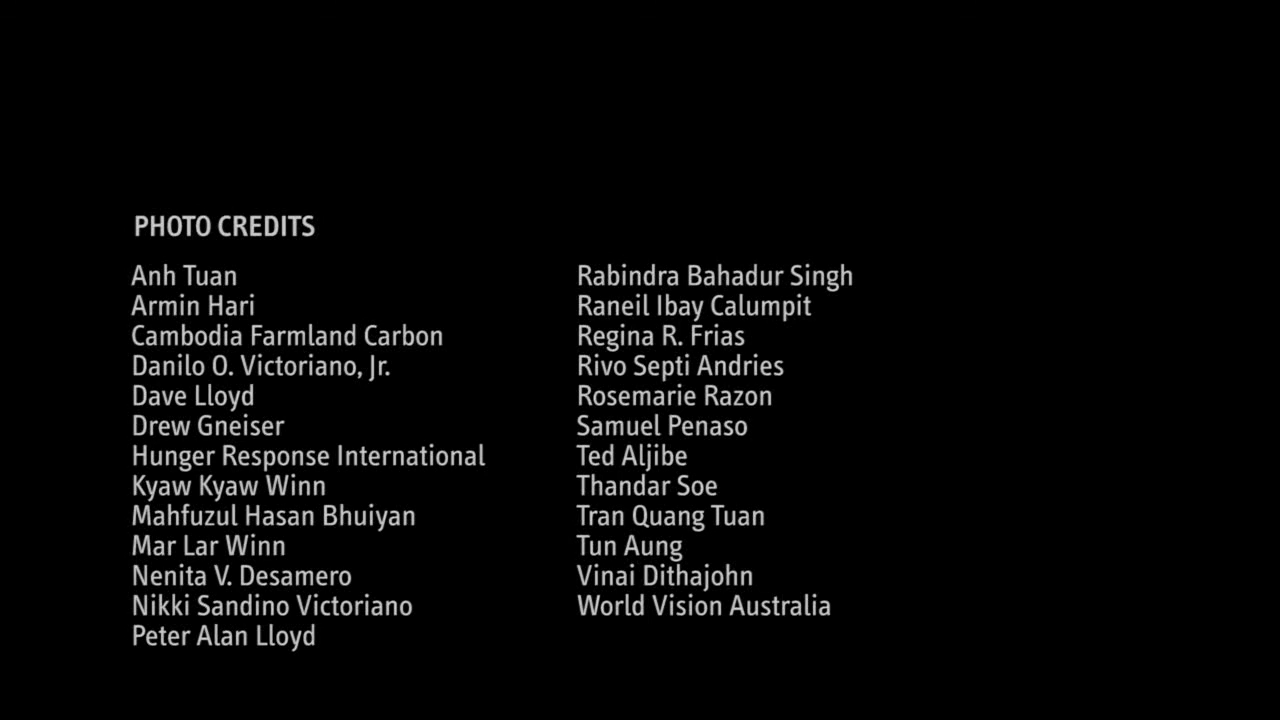 PHOTO CREDITS
Anh Tuan
Armin Hari
Cambodia Farmland Carbon
Danilo O. Victoriano, Jr.
Dave Lloyd
Drew Gneiser
Hunger Response International
Kyaw Kyaw Winn
Mahfuzul Hasan Bhuiyan
Mar Lar Winn
Nenita V. Desamero
Nikki Sandino Victoriano
Peter Alan Lloyd
Rabindra Bahadur Singh
Raneil Ibay Calumpit
Regina R. Frias
Rivo Septi Andries
Rosemarie Razon
Samuel Penaso
Ted Aljibe
Thandar Soe
Tran Quang Tuan
Tun Aung
Vinai Dithajohn
World Vision Australia